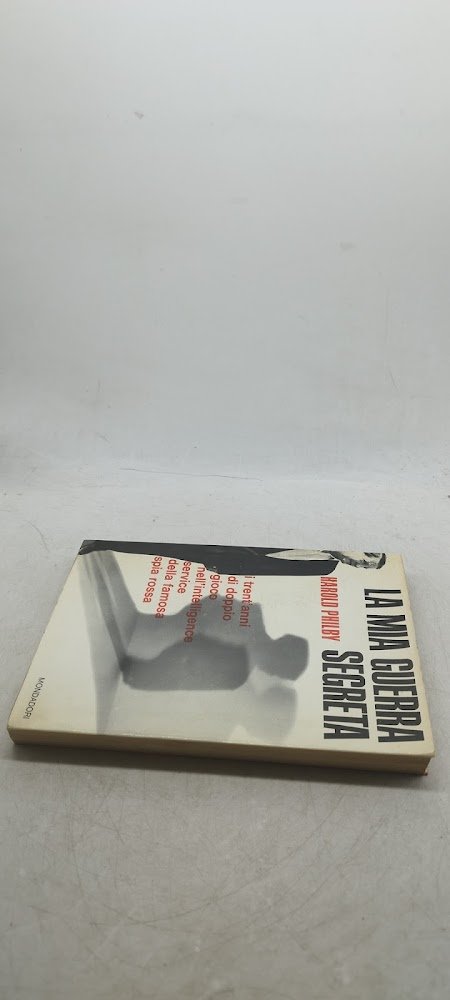 LA MIA GUERRA
SEGRETA
HAROLD PHILBY
i trent'anni
di doppio
gioco
nell'intelligence
service
della famosa
spia rossa
MONDADORI